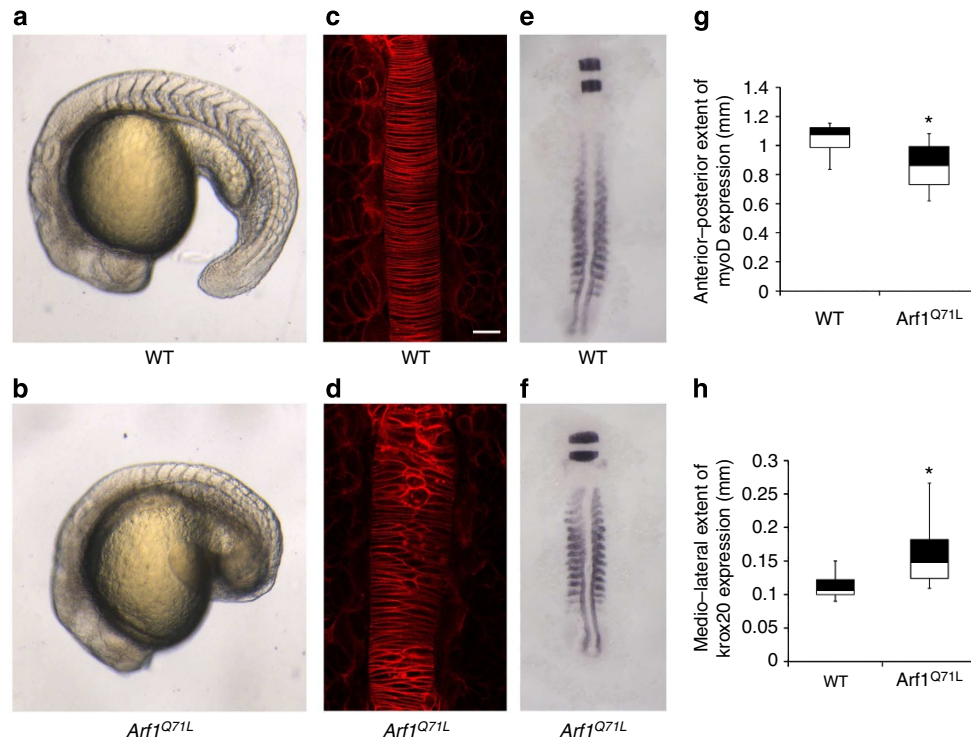 a
WT
b
Arf1Q71L
c
WT
d
Arf1Q71L
e
WT
f
Arf1Q71L
g
Anterior–posterior extent of
myoD expression (mm)
1.4
1.2
1
0.8
0.6
0.4
0.2
0
*
WT
Arf1Q71L
h
Medio–lateral extent of
krox20 expression (mm)
0.3
0.25
0.2
0.15
0.1
0.05
0
*
WT
Arf1Q71L